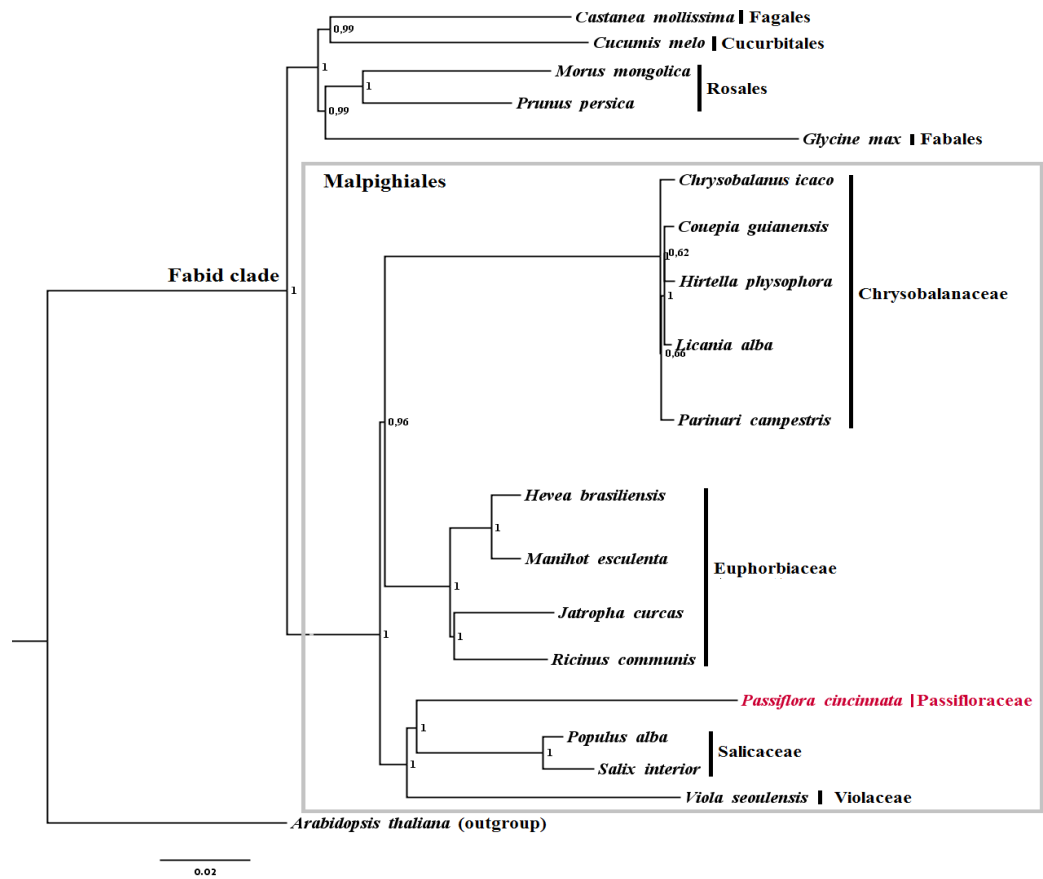 Castanea mollissima Fagales
0,99
Cucumis melo Cucurbitales
1
Morus mongolica
1
Rosales
Prunus persica
0,99
Glycine max Fabales
Malpighiales
Chrysobalanus icaco
Couepia guianensis
1
0,62
Fabid clade
Hirtella physophora
1
1
Chrysobalanaceae
Licania alba
0,66
Parinari campestris
0,96
Hevea brasiliensis
1
Manihot esculenta
Euphorbiaceae
1
Jatropha curcas
1
1
Ricinus communis
Passiflora cincinnata Passifloraceae
1
Populus alba
1
Salicaceae
1
Salix interior
Viola seoulensis Violaceae
Arabidopsis thaliana (outgroup)
0.02